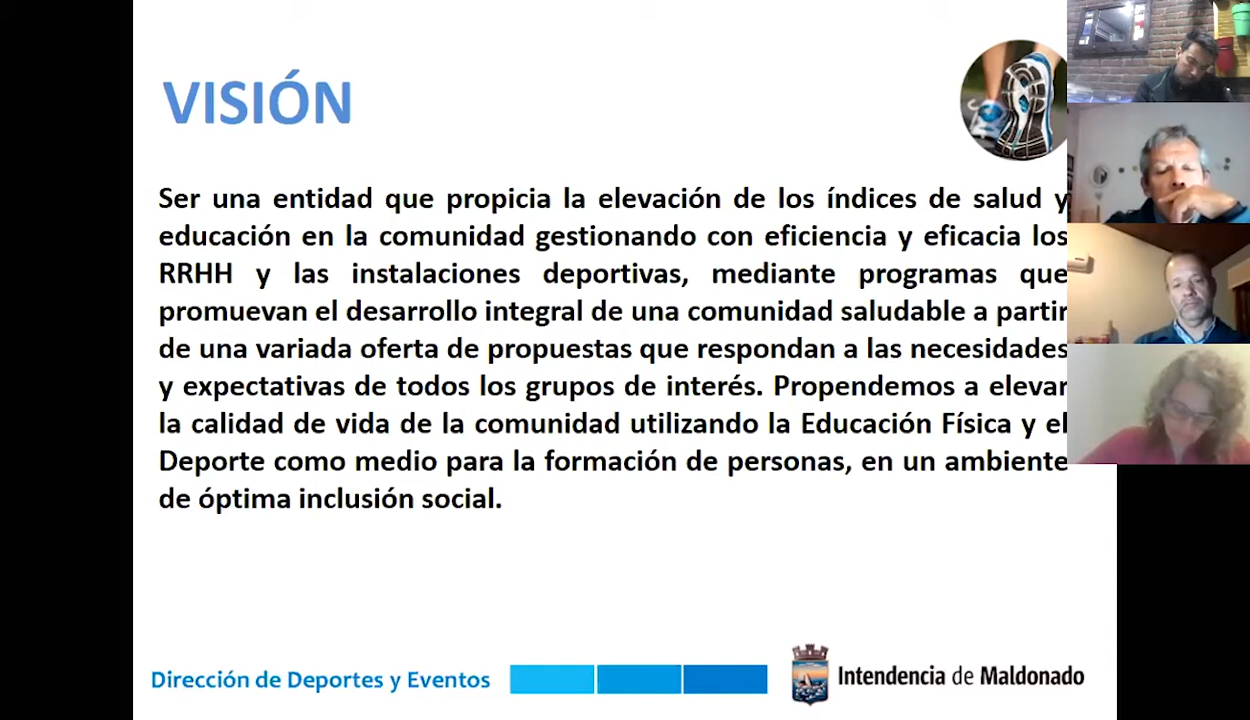 VISIÓN
Ser una entidad que propicia la elevación de los índices de salud y
educación en la comunidad gestionando con eficiencia y eficacia los
RRHH y las instalaciones deportivas, mediante programas que
promuevan el desarrollo integral de una comunidad saludable a partir
de una variada oferta de propuestas que respondan a las necesidades
y expectativas de todos los grupos de interés. Propendemos a elevar
la calidad de vida de la comunidad utilizando la Educación Física y el
Deporte como medio para la formación de personas, en un ambiente
de óptima inclusión social.
Dirección de Deportes y Eventos
Intendencia de Maldonado